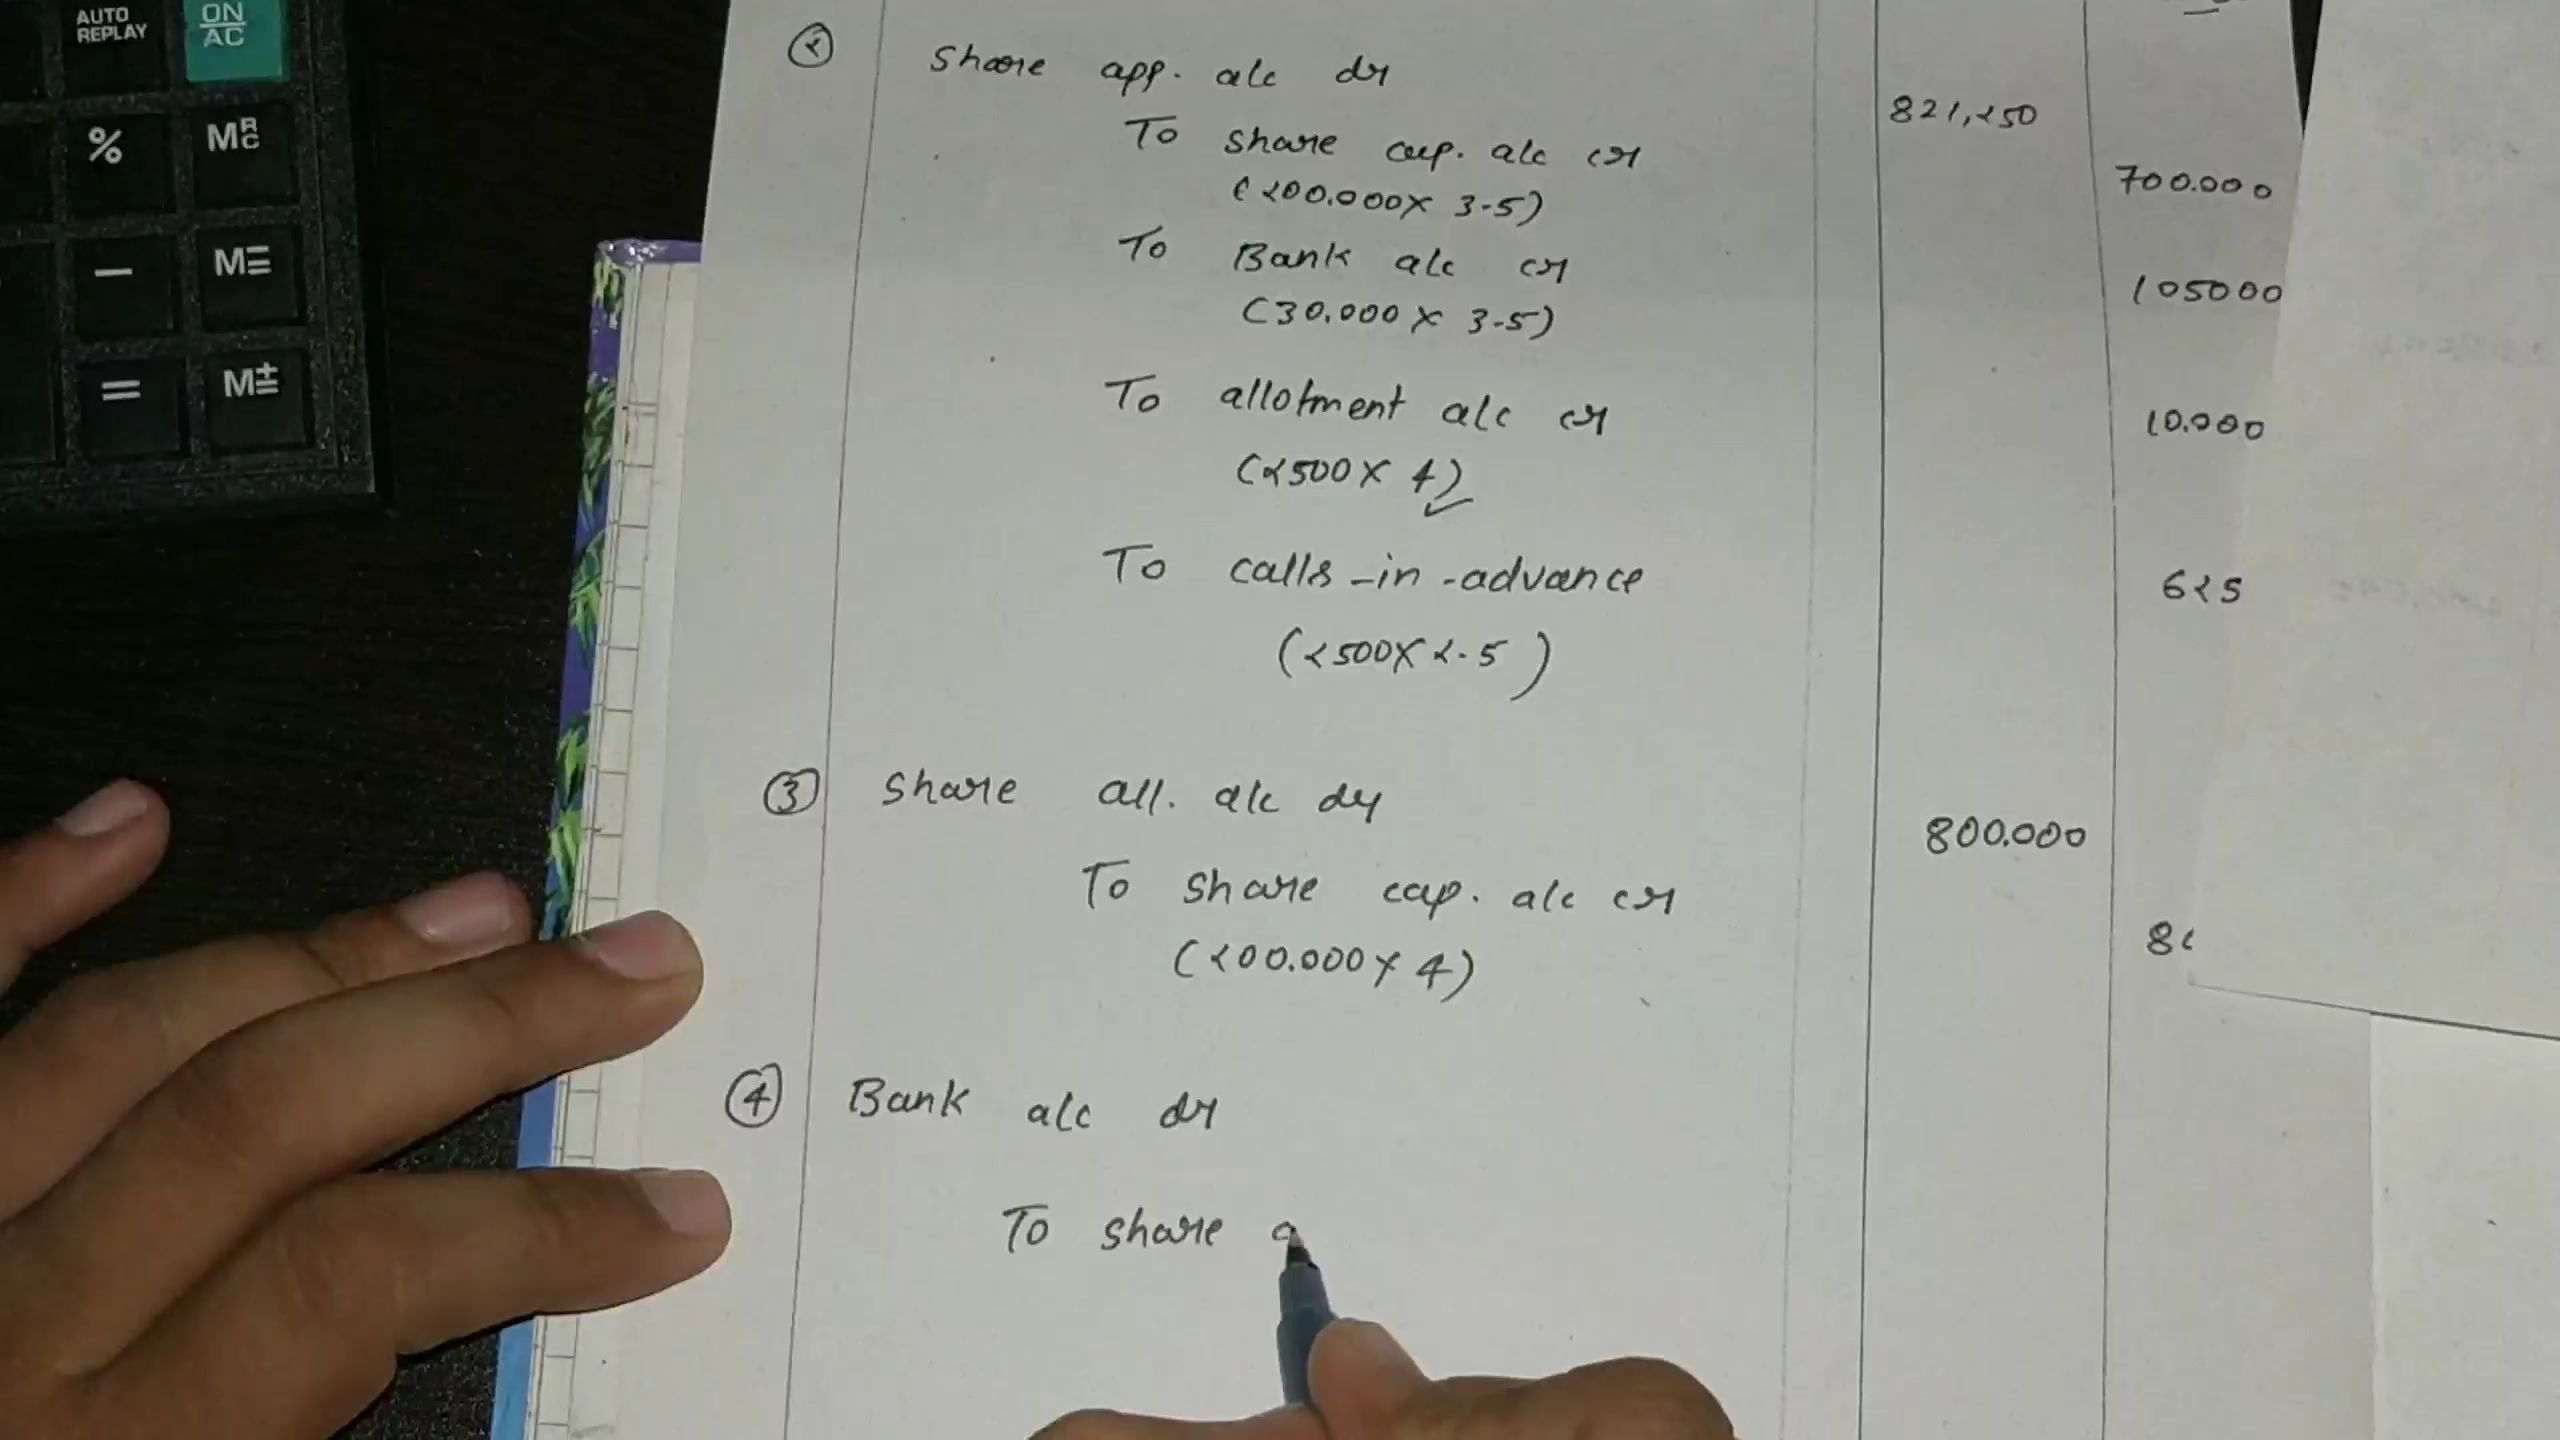 AUTO
REPLAY
ON
AC
%
MRC
−
M=
=
M±
② Share app. a/c dr 821,250
To share cap. a/c cr 700.000
(200.000 x 3-5)
To Bank a/c cr 105000
(30.000 x 3-5)
To allotment a/c cr 10.000
(2500 x 4)
To calls-in-advance 625
(2500 x 2.5)
③ Share all. a/c dr 800.000
To share cap. a/c cr 80
(200.000 x 4)
④ Bank a/c dr
To share a